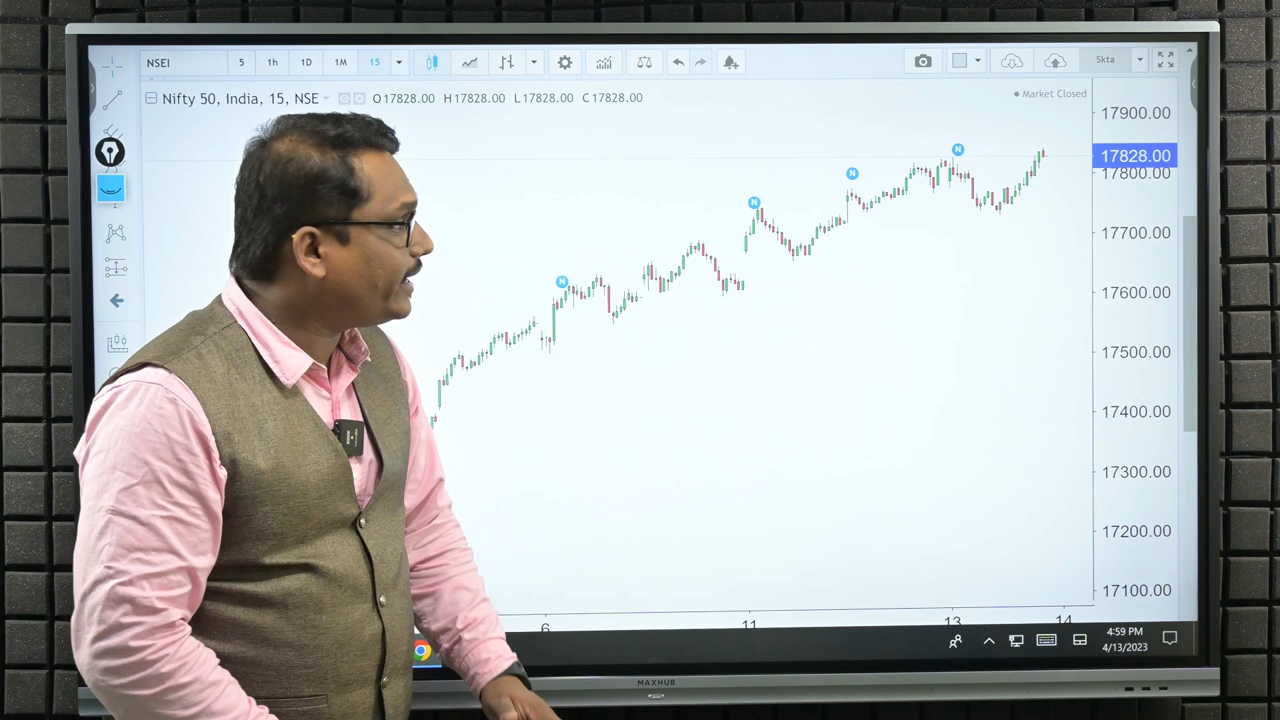 NSEI 5 1h 1D 1M 15 Skta
Nifty 50, India, 15, NSE O17828.00 H17828.00 L17828.00 C17828.00
Market Closed
17900.00
17828.00
17800.00
N N N N
17700.00
17600.00
17500.00
17400.00
17300.00
17200.00
17100.00
6 11 13 14
4:59 PM
4/13/2023
MAXHUB